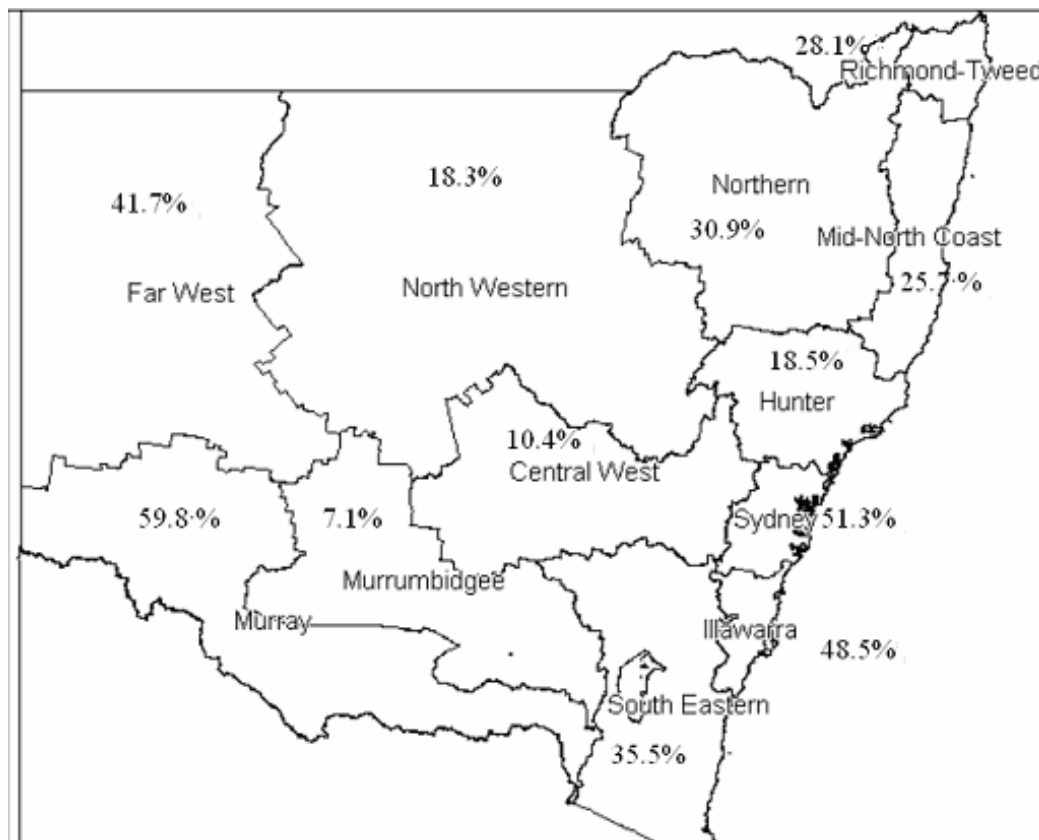 28.1%
Richmond-Tweed
18.3%
Northern
41.7%
30.9%
Mid-North Coast
Far West
North Western
18.5%
Hunter
10.4%
Central West
59.8·%
7.1%
Sydney 51.3%
Murrumbidgee
Murray
Illawarra
48.5%
South Eastern
35.5%